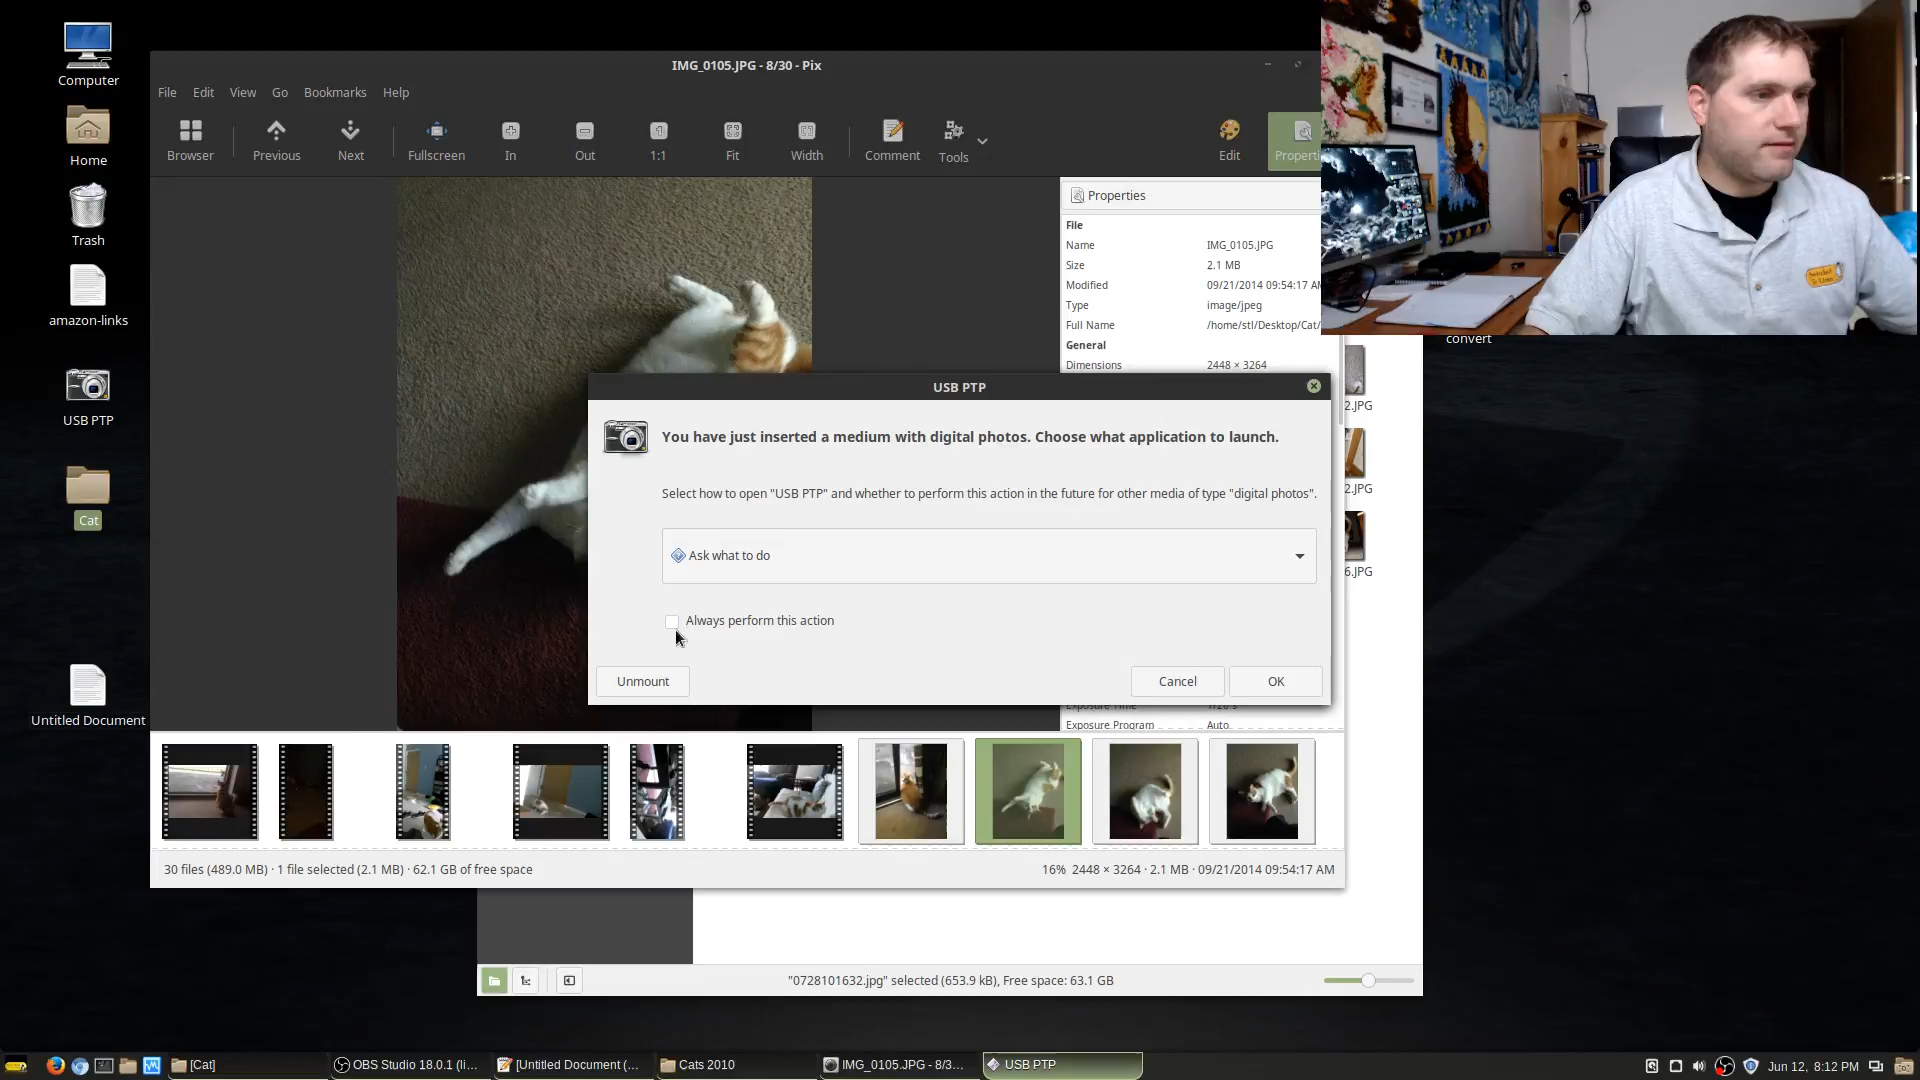 Computer
Home
Trash
amazon-links
USB PTP
Cat
Untitled Document
IMG_0105.JPG - 8/30 - Pix
File Edit View Go Bookmarks Help
Browser Previous Next Fullscreen In Out 1:1 Fit Width Comment Tools Edit
Properties
File
Name IMG_0105.JPG
Size 2.1 MB
Modified 09/21/2014 09:54:17 AM
Type image/jpeg
Full Name /home/stl/Desktop/Cat/
General
Dimensions 2448 × 3264
convert
2.JPG
2.JPG
6.JPG
USB PTP
You have just inserted a medium with digital photos. Choose what application to launch.
Select how to open "USB PTP" and whether to perform this action in the future for other media of type "digital photos".
Ask what to do
Always perform this action
Unmount Cancel OK
Exposure Program Auto
30 files (489.0 MB) · 1 file selected (2.1 MB) · 62.1 GB of free space
16% 2448 × 3264 · 2.1 MB · 09/21/2014 09:54:17 AM
"0728101632.jpg" selected (653.9 kB), Free space: 63.1 GB
[Cat] OBS Studio 18.0.1 (li... [Untitled Document (... Cats 2010 IMG_0105.JPG - 8/3... USB PTP Jun 12, 8:12 PM